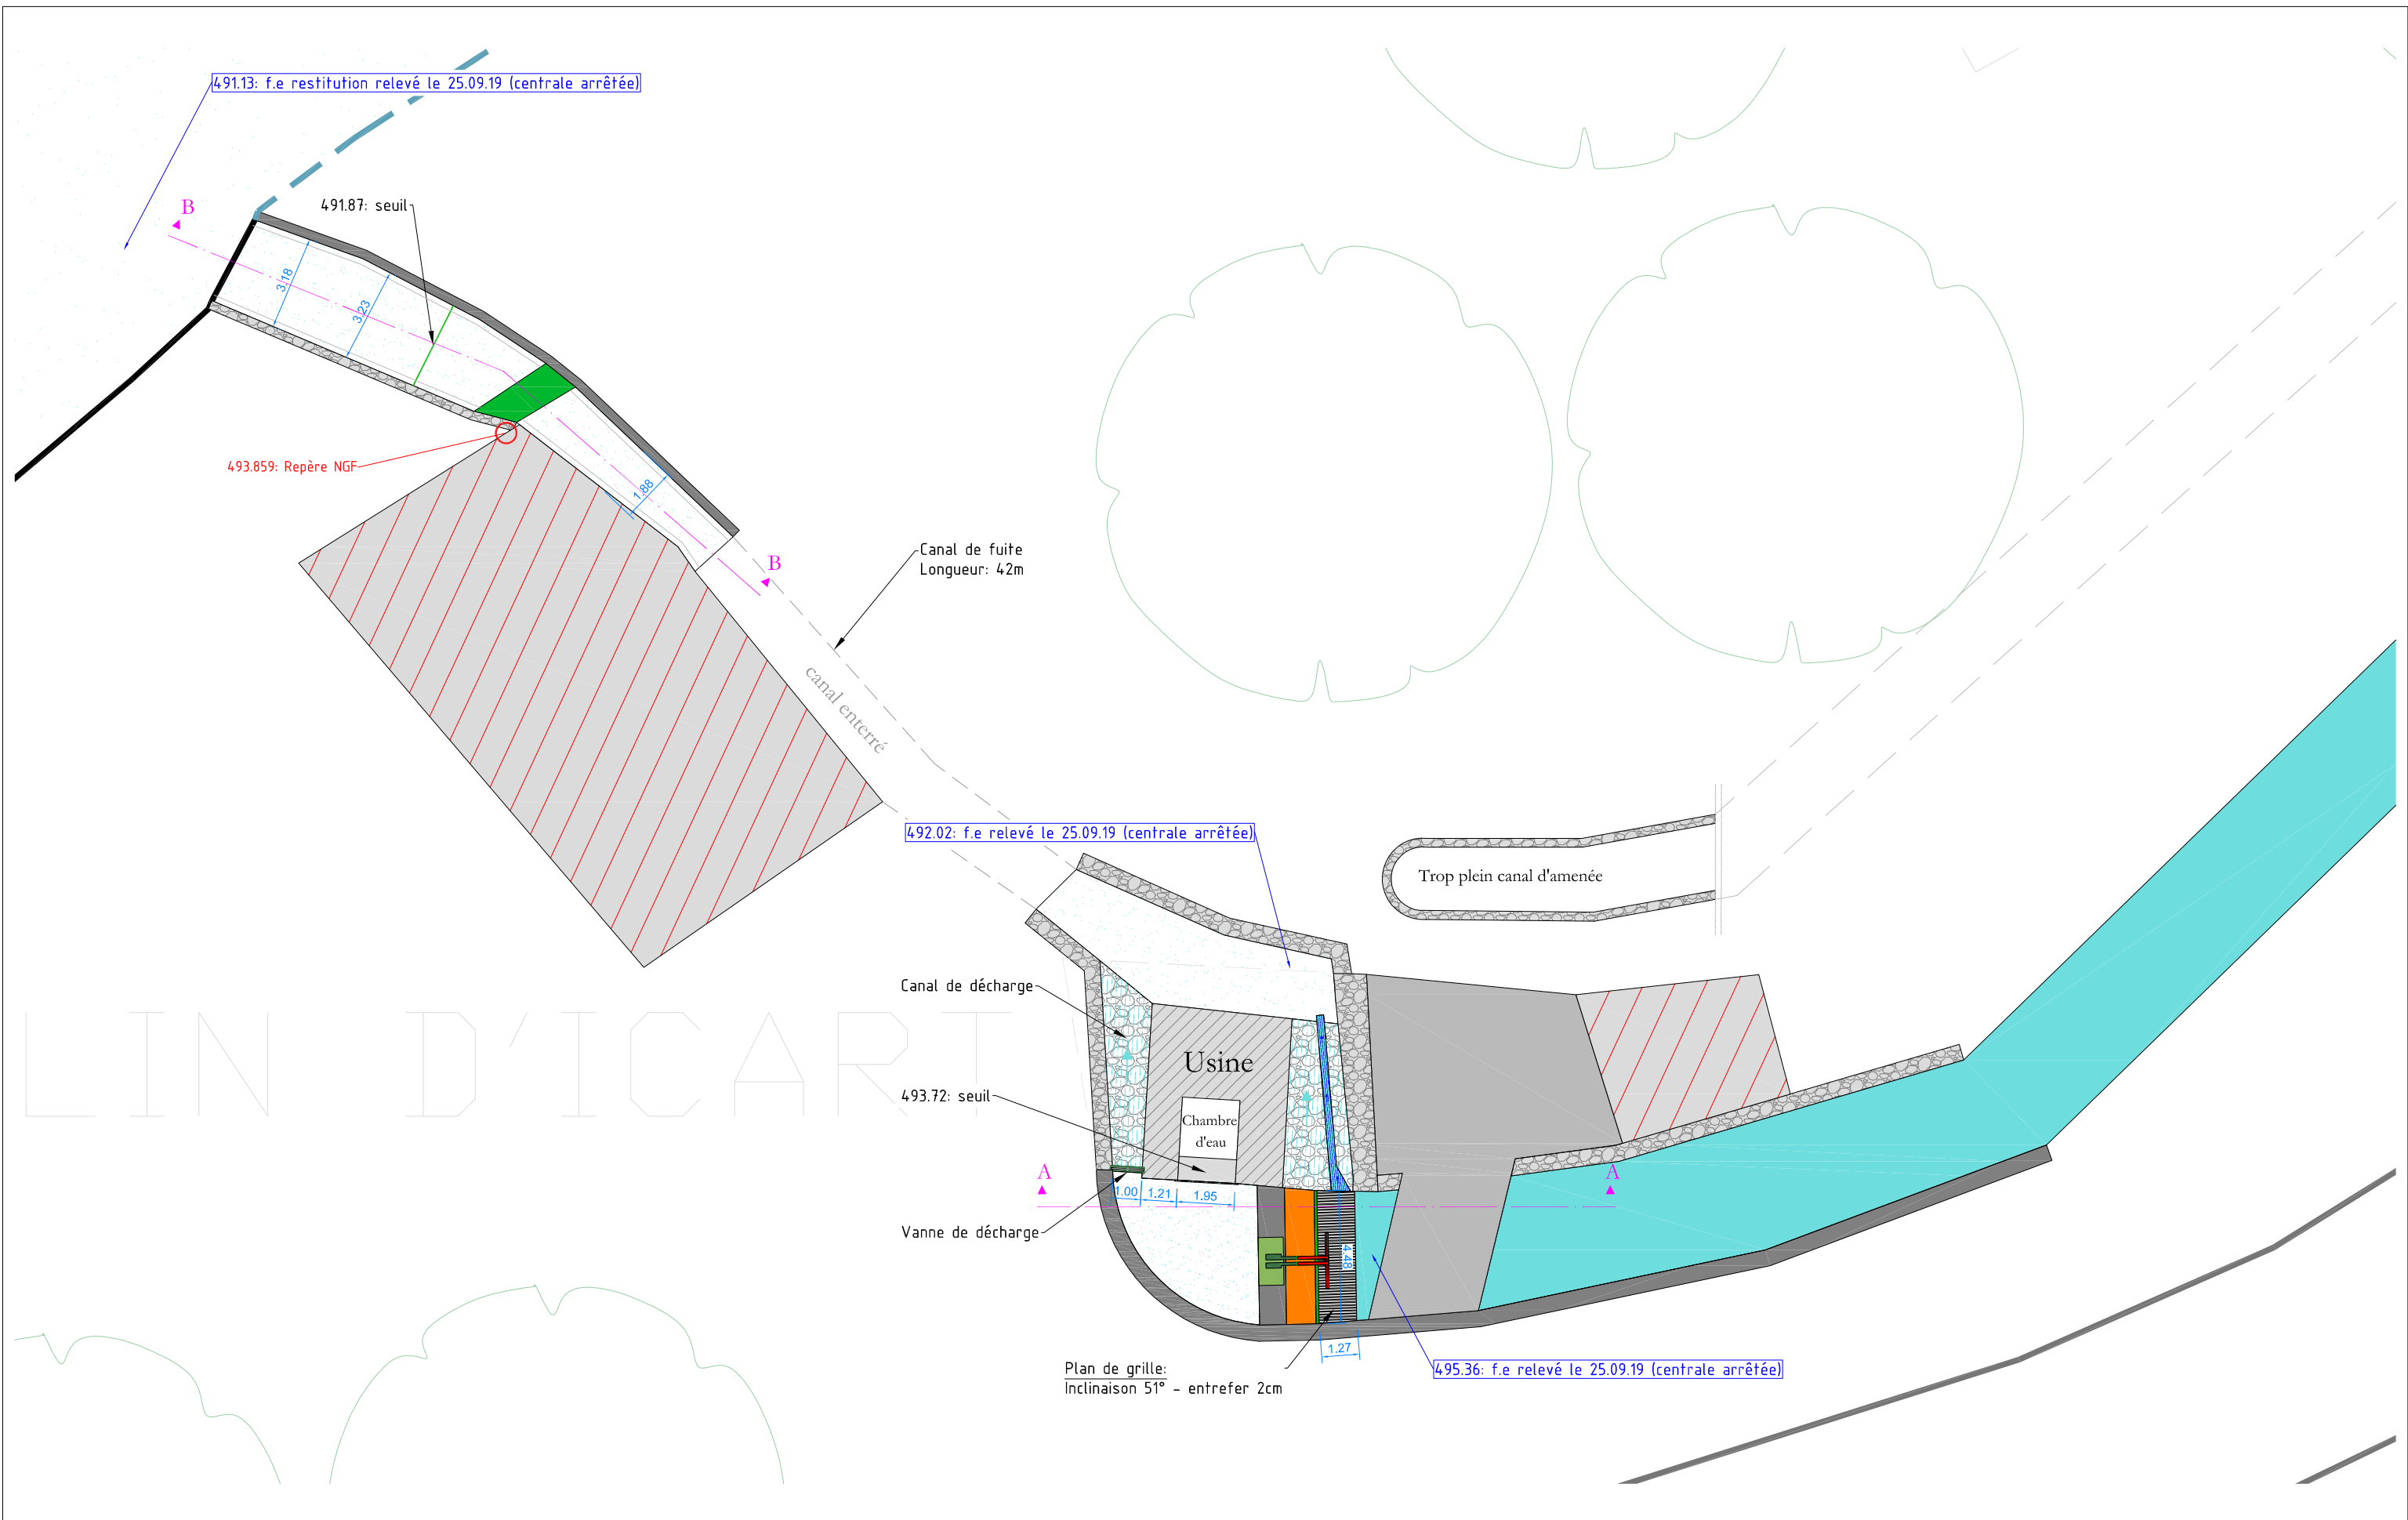 491.13: f.e restitution relevé le 25.09.19 (centrale arrêtée)
B
491.87: seuil
3.18
3.23
493.859: Repère NGF
1.88
B
Canal de fuite
Longueur: 42m
canal enterré
492.02: f.e relevé le 25.09.19 (centrale arrêtée)
Trop plein canal d'amenée
Canal de décharge
LIN D'ICART
Usine
493.72: seuil
Chambre
d'eau
A
A
1.00
1.21
1.95
Vanne de décharge
4.48
1.27
Plan de grille:
Inclinaison 51° - entrefer 2cm
495.36: f.e relevé le 25.09.19 (centrale arrêtée)